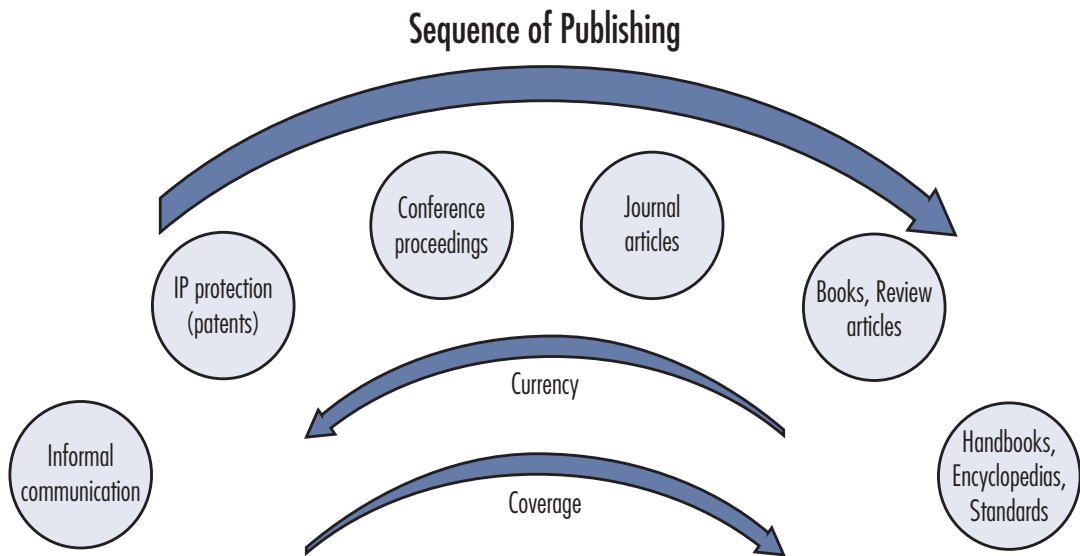 Sequence of Publishing
Conference
proceedings
Journal
articles
IP protection
(patents)
Books, Review
articles
Currency
Informal
communication
Handbooks,
Encyclopedias,
Standards
Coverage